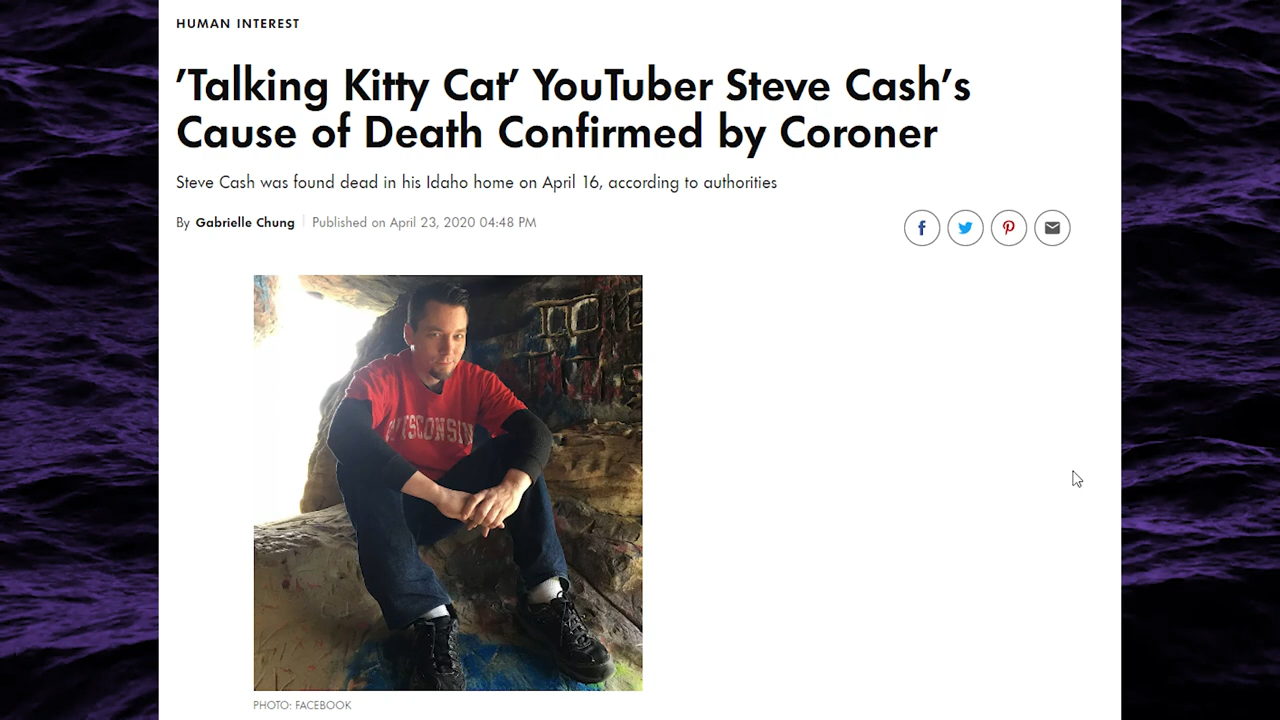 HUMAN INTEREST
'Talking Kitty Cat' YouTuber Steve Cash's
Cause of Death Confirmed by Coroner
Steve Cash was found dead in his Idaho home on April 16, according to authorities
By Gabrielle Chung Published on April 23, 2020 04:48 PM
WISCONSIN
PHOTO: FACEBOOK